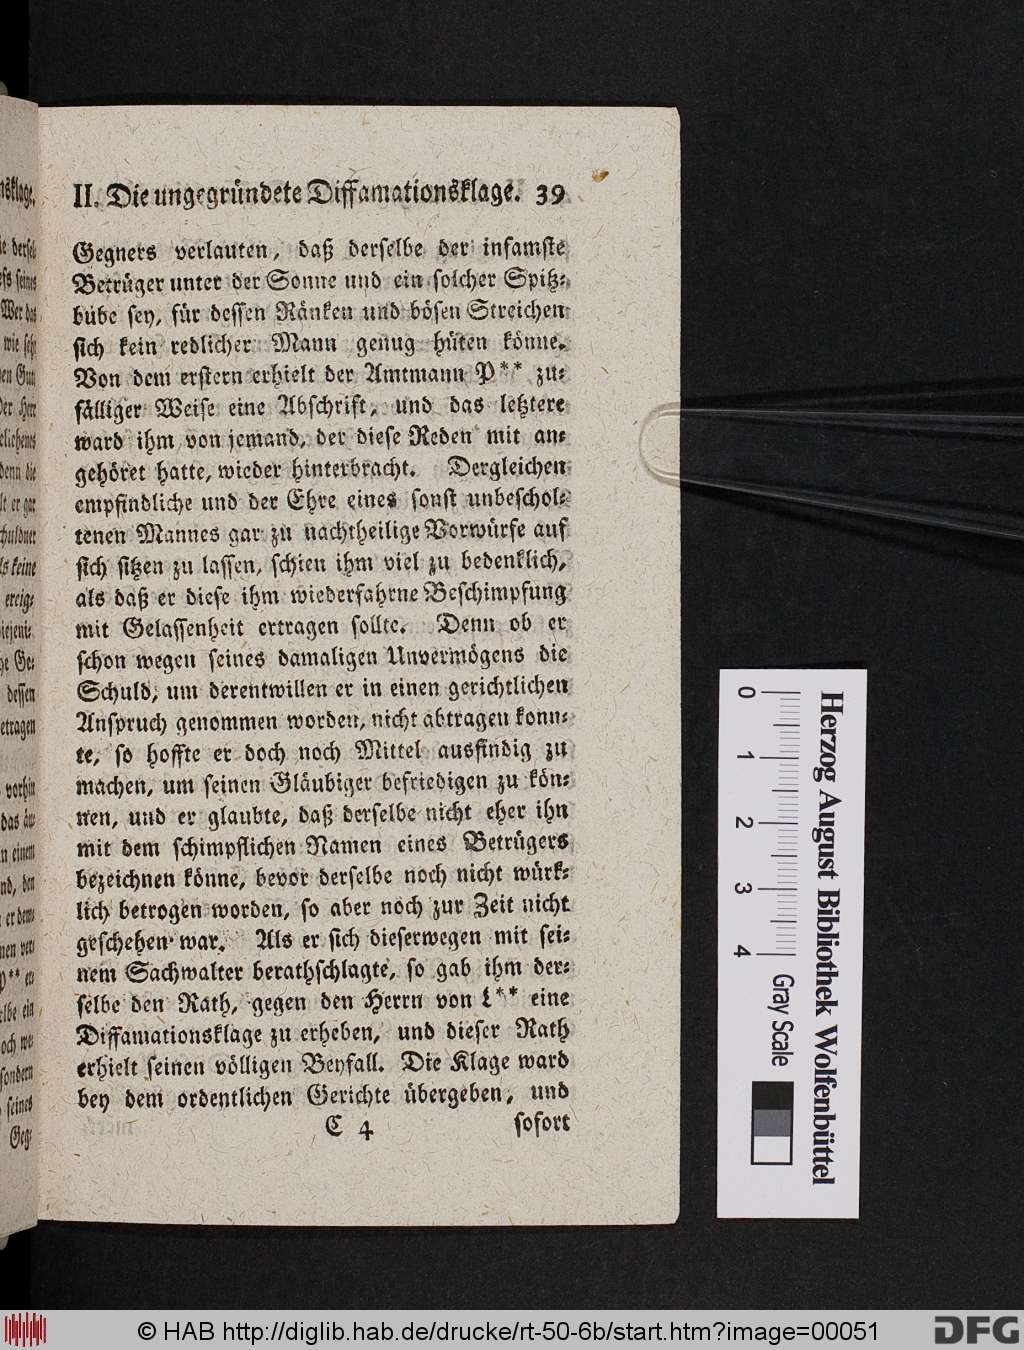 II. Die ungegründete Diffamationsklage. 39
Gegners verlauten, daß derselbe der infamste
Betrüger unter der Sonne und ein solcher Spitz-
bube sey, für dessen Ränken und bösen Streichen
sich kein redlicher Mann genug hüten könne.
Von dem erstern erhielt der Amtmann P** zu-
fälliger Weise eine Abschrift, und das letztere
ward ihm von jemand, der diese Reden mit an-
gehöret hatte, wieder hinterbracht. Dergleichen
empfindliche und der Ehre eines sonst unbeschol-
tenen Mannes gar zu nachtheilige Vorwürfe auf
sich sitzen zu lassen, schien ihm viel zu bedenklich,
als daß er diese ihm wiederfahrne Beschimpfung
mit Gelassenheit ertragen sollte. Denn ob er
schon wegen seines damaligen Unvermögens die
Schuld, um derentwillen er in einen gerichtlichen
Anspruch genommen worden, nicht abtragen konn-
te, so hoffte er doch noch Mittel ausfindig zu
machen, um seinen Gläubiger befriedigen zu kön-
nen, und er glaubte, daß derselbe nicht eher ihn
mit dem schimpflichen Namen eines Betrügers
bezeichnen könne, bevor derselbe noch nicht würk-
lich betrogen worden, so aber noch zur Zeit nicht
geschehen war. Als er sich dieserwegen mit sei-
nem Sachwalter berathschlagte, so gab ihm der-
selbe den Rath, gegen den Herrn von L** eine
Diffamationsklage zu erheben, und dieser Rath
erhielt seinen völligen Beyfall. Die Klage ward
bey dem ordentlichen Gerichte übergeben, und
C 4 sofort
0 1 2 3 4 Gray Scale
Herzog August Bibliothek Wolfenbüttel
© HAB http://diglib.hab.de/drucke/rt-50-6b/start.htm?image=00051
DFG